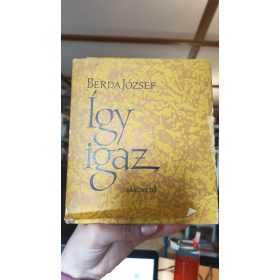 BERDA JÓZSEF
Így
igaz
MAGVETŐ